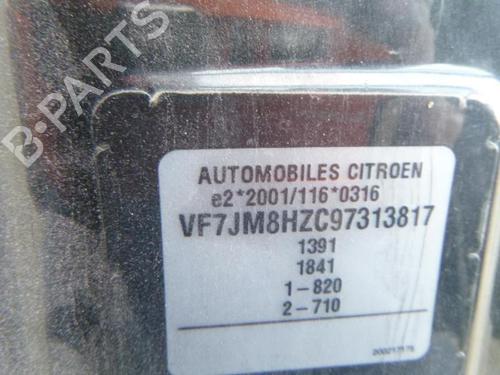 B-PARTS
AUTOMOBILES CITROEN
e2*2001/116*0316
VF7JM8HZC97313817
1391
1841
1-820
2-710